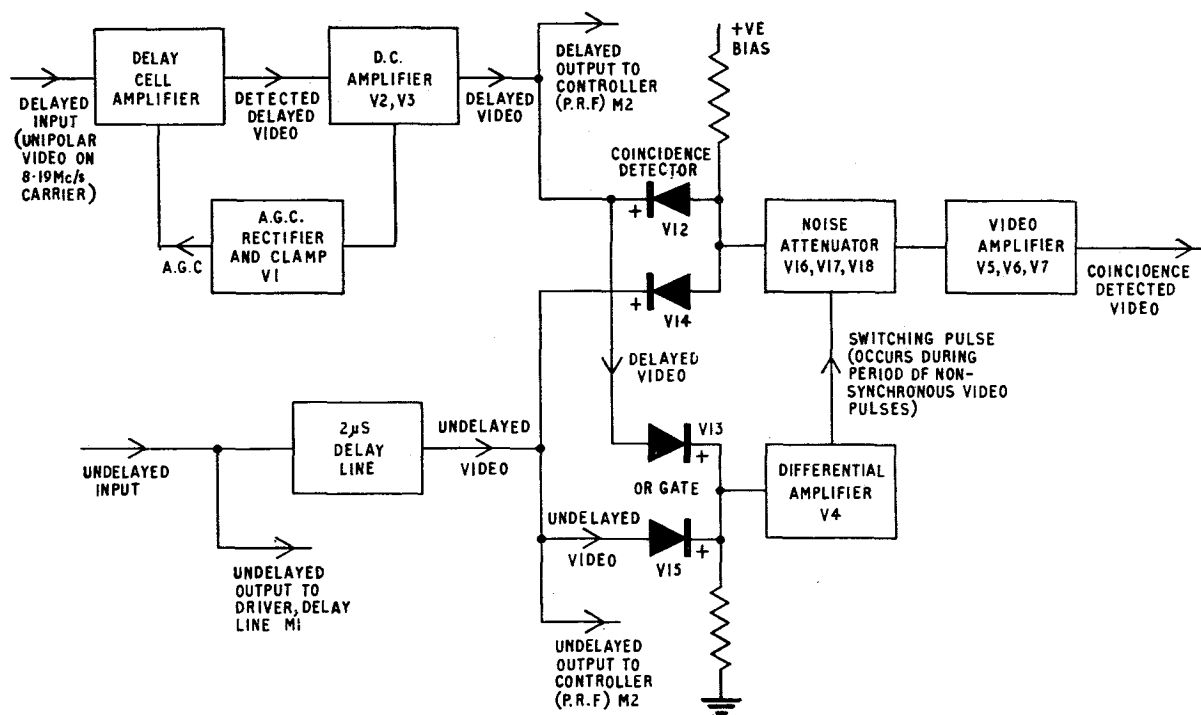 DELAYED
INPUT
(UNIPOLAR
VIDEO ON
8·19Mc/s
CARRIER)
DELAY
CELL
AMPLIFIER
DETECTED
DELAYED
VIDEO
D.C.
AMPLIFIER
V2, V3
DELAYED
VIDEO
DELAYED
OUTPUT TO
CONTROLLER
(P.R.F) M2
+VE
BIAS
A.G.C
A.G.C.
RECTIFIER
AND CLAMP
V1
COINCIDENCE
DETECTOR
+
V12
+
V14
NOISE
ATTENUATOR
V16, V17, V18
VIDEO
AMPLIFIER
V5, V6, V7
COINCIDENCE
DETECTED
VIDEO
DELAYED
VIDEO
SWITCHING PULSE
(OCCURS DURING
PERIOD OF NON-
SYNCHRONOUS VIDEO
PULSES)
UNDELAYED
INPUT
2µS
DELAY
LINE
UNDELAYED
VIDEO
V13
+
OR GATE
DIFFERENTIAL
AMPLIFIER
V4
UNDELAYED
VIDEO
V15
+
UNDELAYED
OUTPUT TO
DRIVER, DELAY
LINE M1
UNDELAYED
OUTPUT TO
CONTROLLER
(P.R.F) M2